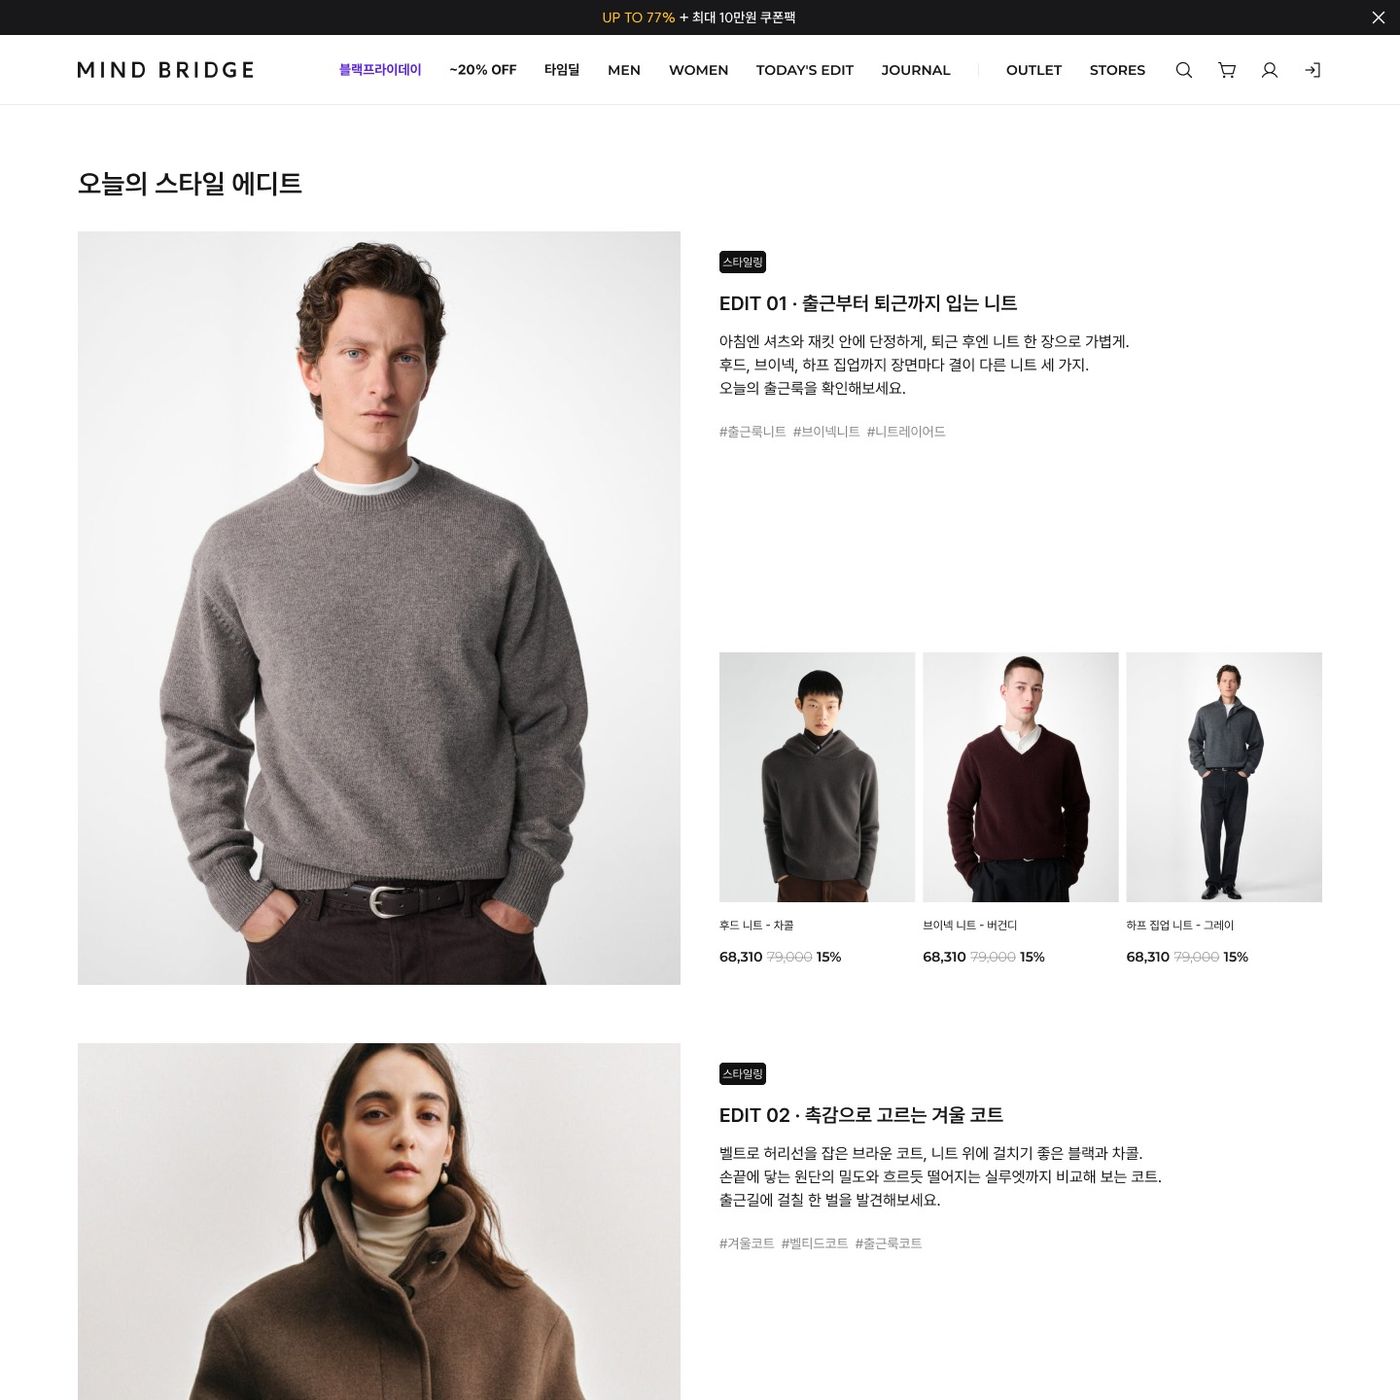 UP TO 77% + 최대 10만원 쿠폰팩
MIND BRIDGE
블랙프라이데이 ~20% OFF 타임딜 MEN WOMEN TODAY'S EDIT JOURNAL OUTLET STORES
오늘의 스타일 에디트
스타일링
EDIT 01 · 출근부터 퇴근까지 입는 니트
아침엔 셔츠와 재킷 안에 단정하게, 퇴근 후엔 니트 한 장으로 가볍게.
후드, 브이넥, 하프 집업까지 장면마다 결이 다른 니트 세 가지.
오늘의 출근룩을 확인해보세요.
#출근룩니트 #브이넥니트 #니트레이어드
후드 니트 - 차콜
68,310 79,000 15%
브이넥 니트 - 버건디
68,310 79,000 15%
하프 집업 니트 - 그레이
68,310 79,000 15%
스타일링
EDIT 02 · 촉감으로 고르는 겨울 코트
벨트로 허리선을 잡은 브라운 코트, 니트 위에 걸치기 좋은 블랙과 차콜.
손끝에 닿는 원단의 밀도와 흐르듯 떨어지는 실루엣까지 비교해 보는 코트.
출근길에 걸칠 한 벌을 발견해보세요.
#겨울코트 #벨티드코트 #출근룩코트